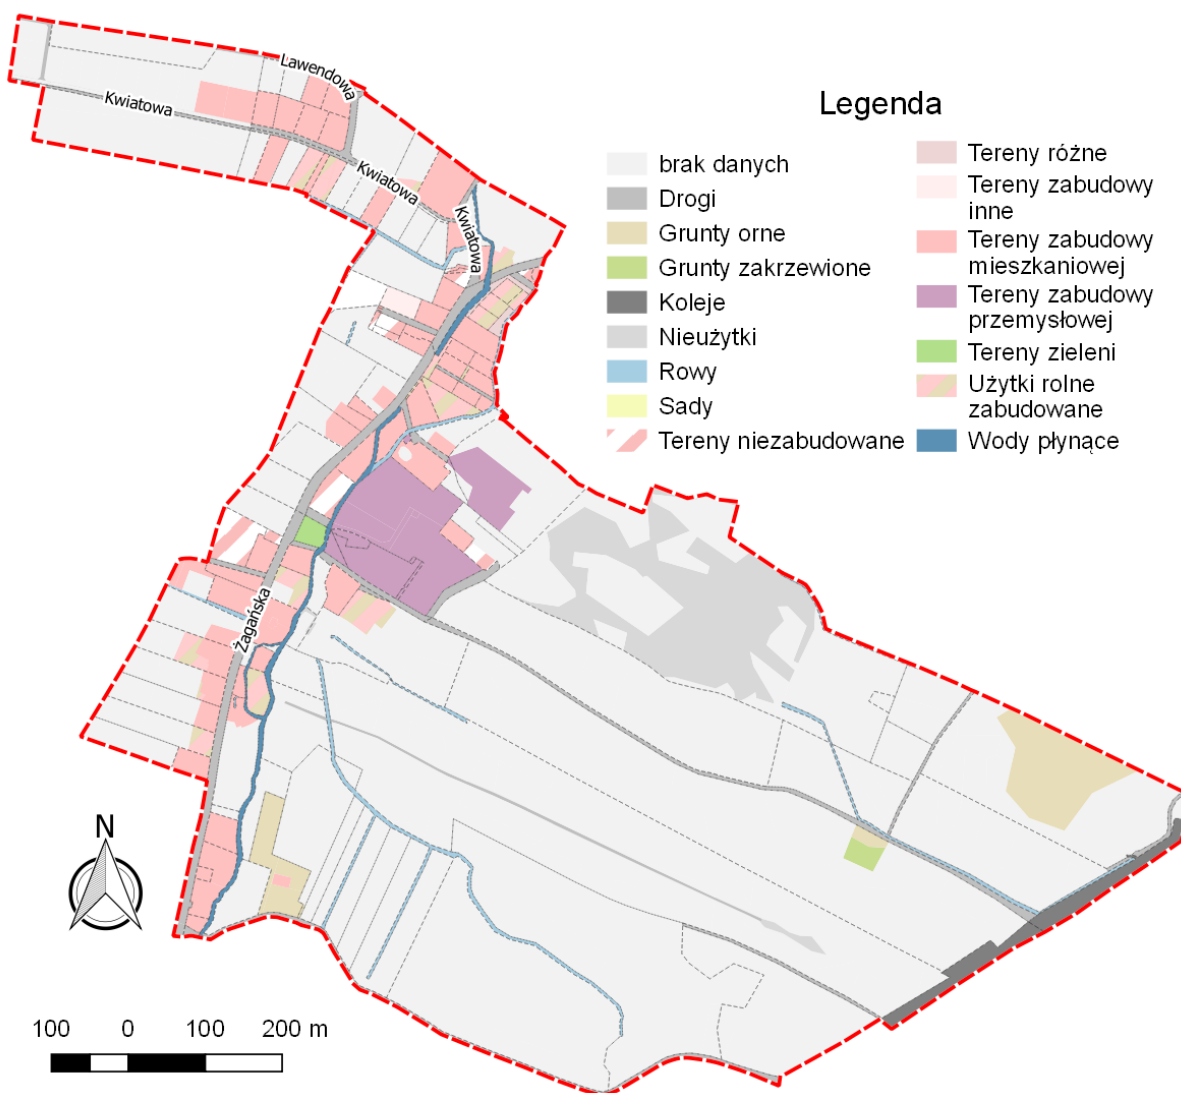 Lawendowa
Kwiatowa
Kwiatowa
Kwiatowa
Żagańska
Legenda
brak danych
Drogi
Grunty orne
Grunty zakrzewione
Koleje
Nieużytki
Rowy
Sady
Tereny niezabudowane
Tereny różne
Tereny zabudowy
inne
Tereny zabudowy
mieszkaniowej
Tereny zabudowy
przemysłowej
Tereny zieleni
Użytki rolne
zabudowane
Wody płynące
N
100 0 100 200 m